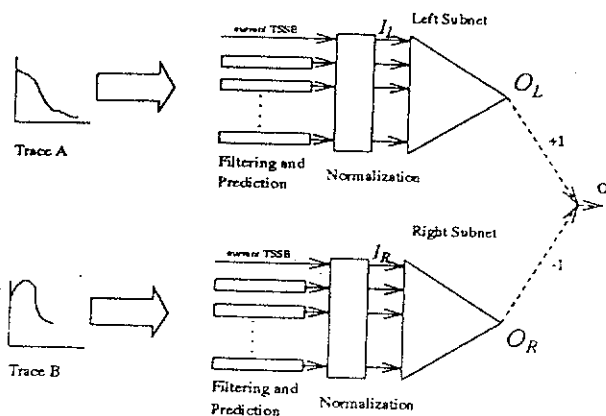 current TSSB
I_L
Left Subnet
O_L
Trace A
Filtering and
Prediction
Normalization
+1
O
Right Subnet
current TSSB
I_R
-1
O_R
Trace B
Filtering and
Prediction
Normalization